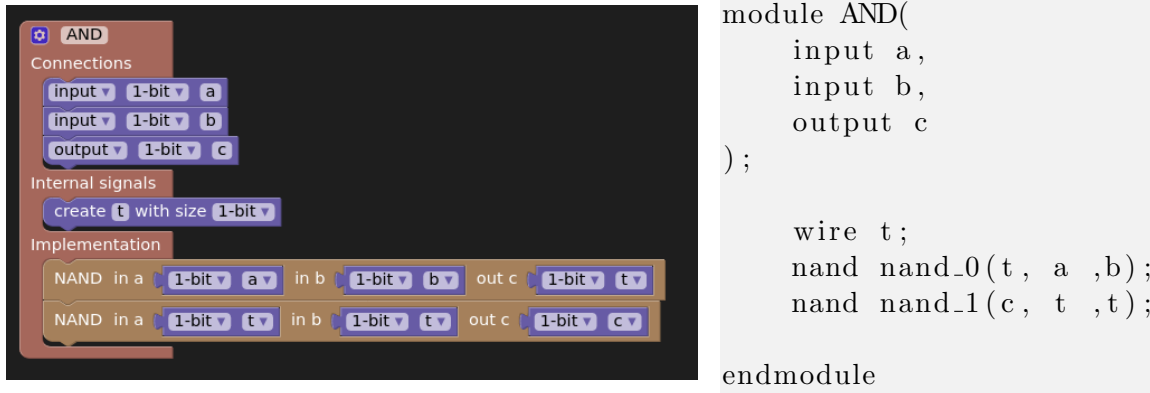 AND
Connections
input 1-bit a
input 1-bit b
output 1-bit c
Internal signals
create t with size 1-bit
Implementation
NAND in a 1-bit a in b 1-bit b out c 1-bit t
NAND in a 1-bit t in b 1-bit t out c 1-bit c
module AND(
input a,
input b,
output c
);
wire t;
nand nand_0(t, a ,b);
nand nand_1(c, t ,t);
endmodule